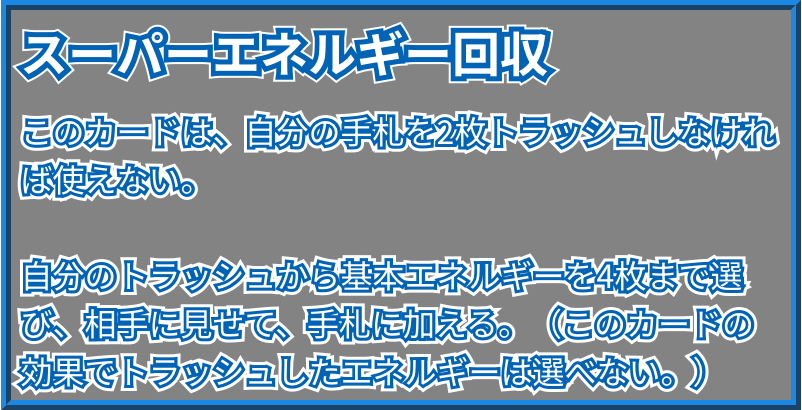 スーパーエネルギー回収
このカードは、自分の手札を2枚トラッシュしなけれ
ば使えない。
自分のトラッシュから基本エネルギーを4枚まで選
び、相手に見せて、手札に加える。（このカードの
効果でトラッシュしたエネルギーは選べない。）